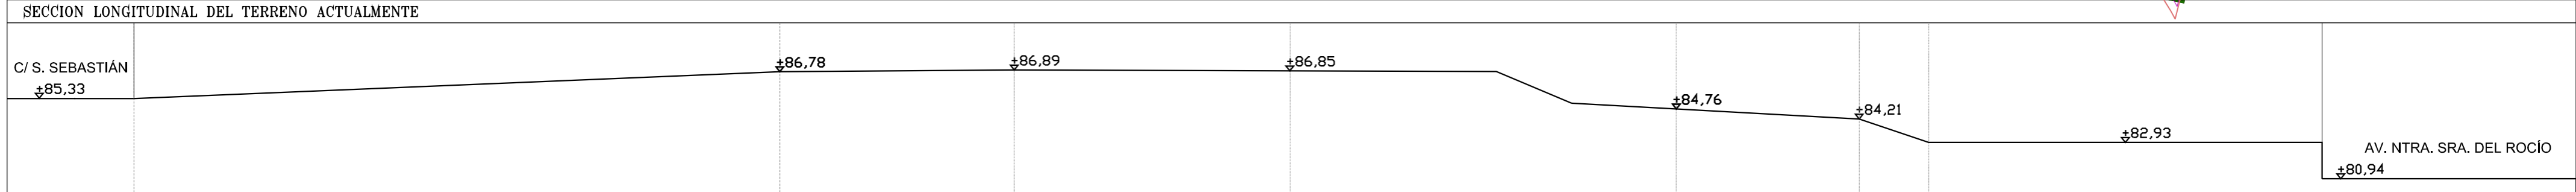 SECCION LONGITUDINAL DEL TERRENO ACTUALMENTE
C/ S. SEBASTIÁN
±85,33
±86,78
±86,89
±86,85
±84,76
±84,21
±82,93
AV. NTRA. SRA. DEL ROCÍO
±80,94